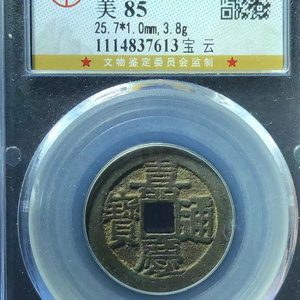 美 85
25.7*1.0mm, 3.8g
1114837613 宝 云
★ 文物鉴定委员会监制 ★
嘉慶通寶